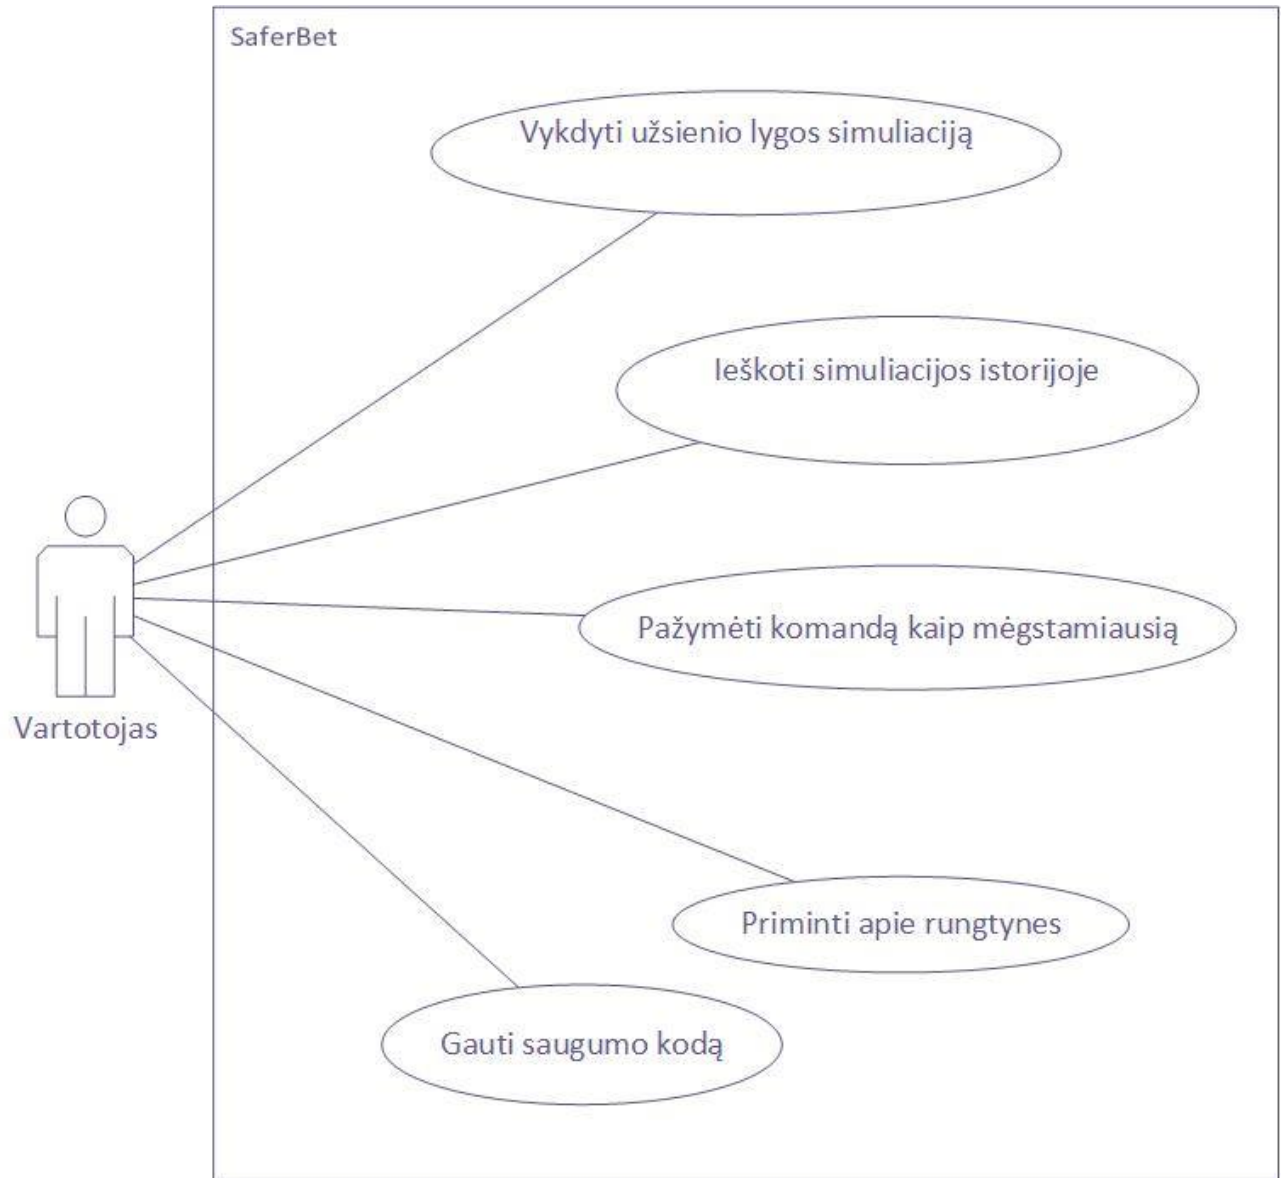 SaferBet
Vykdyti užsienio lygos simuliaciją
Ieškoti simuliacijos istorijoje
Pažymėti komandą kaip mėgstamiausią
Vartotojas
Priminti apie rungtynes
Gauti saugumo kodą